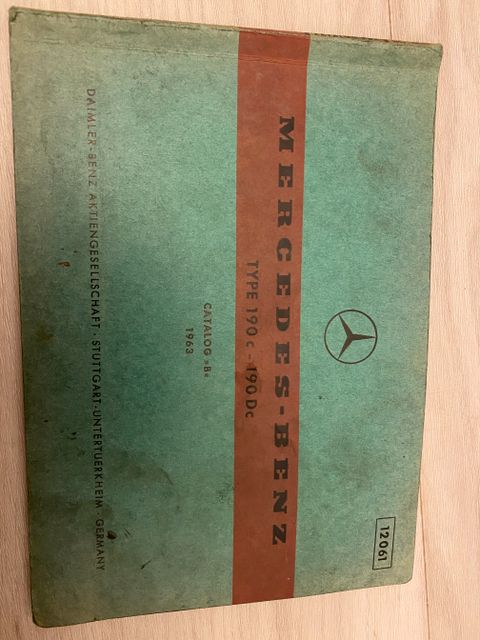 12061
MERCEDES-BENZ
TYPE 190 c - 190 Dc
CATALOG »B«
1963
DAIMLER-BENZ AKTIENGESELLSCHAFT · STUTTGART-UNTERTUERKHEIM · GERMANY